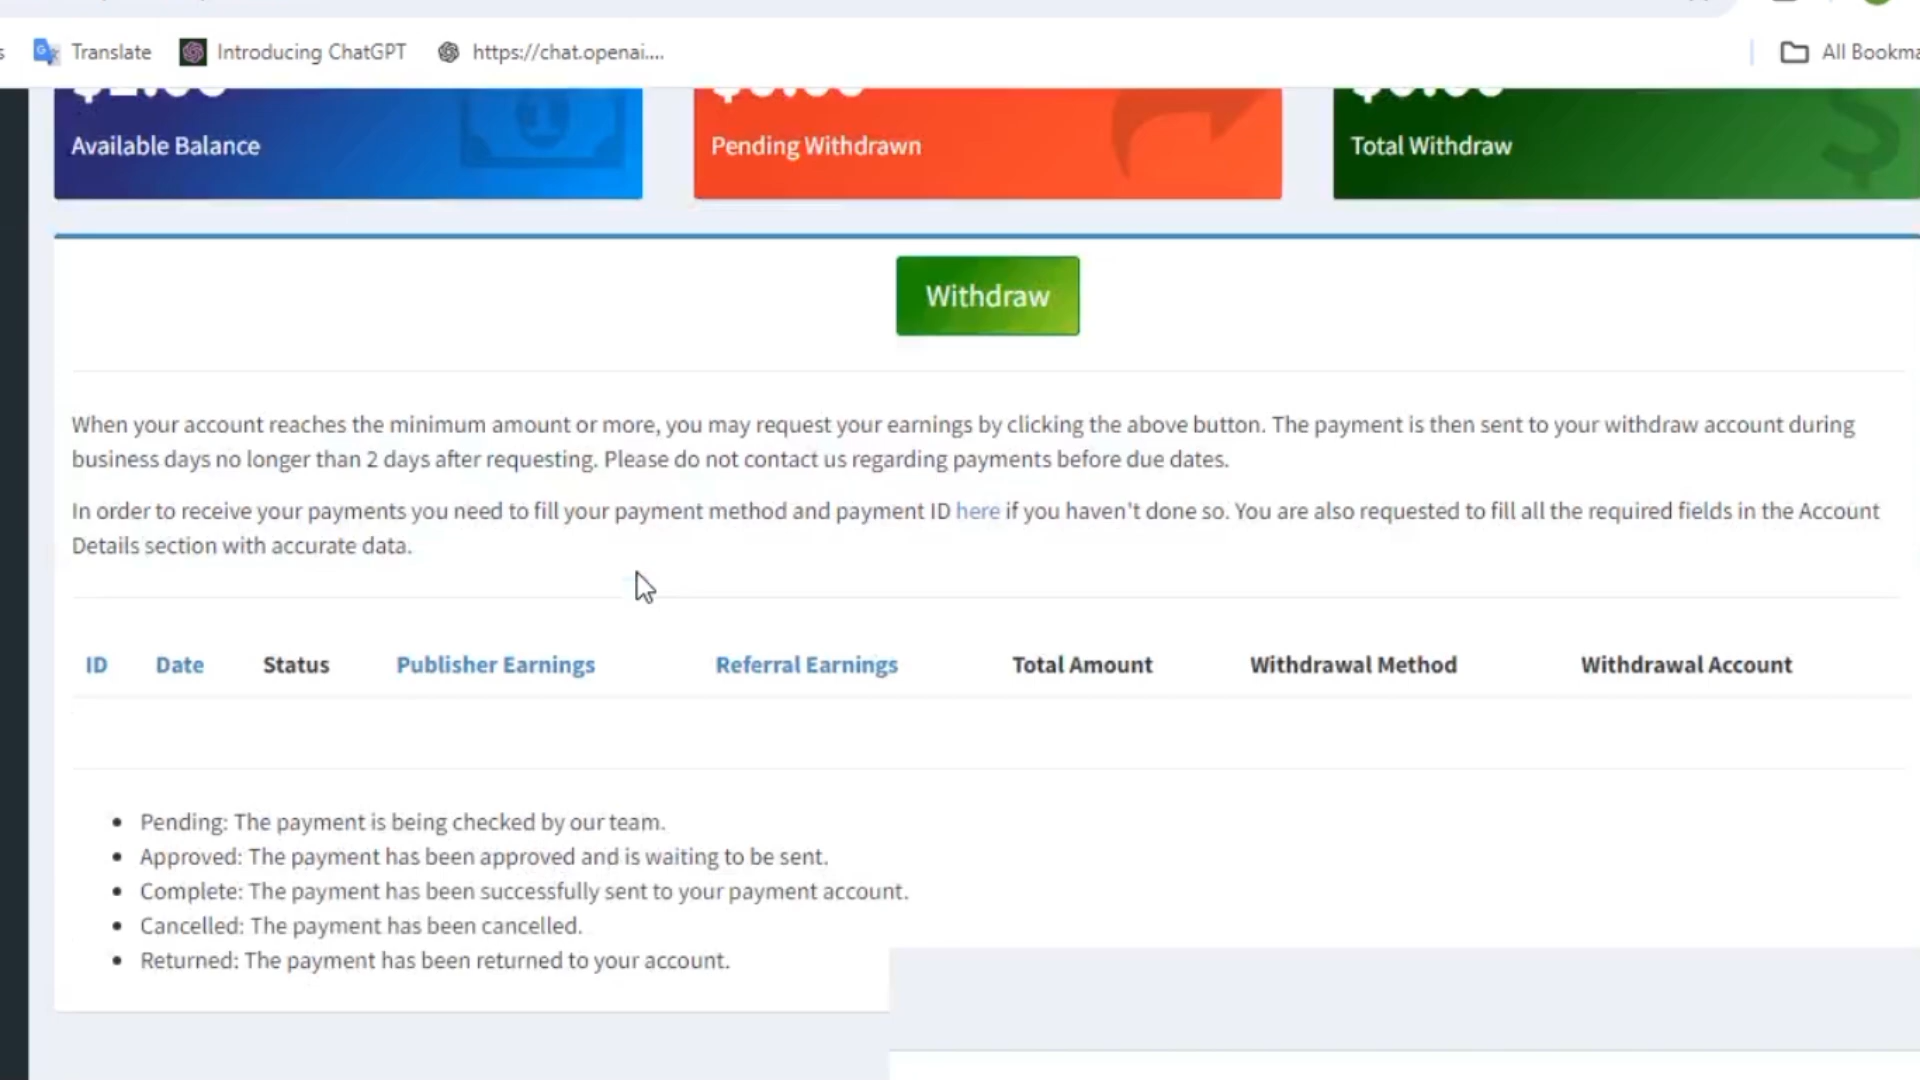 Translate Introducing ChatGPT https://chat.openai....
Available Balance Pending Withdrawn Total Withdraw
Withdraw
When your account reaches the minimum amount or more, you may request your earnings by clicking the above button. The payment is then sent to your withdraw account during
business days no longer than 2 days after requesting. Please do not contact us regarding payments before due dates.
In order to receive your payments you need to fill your payment method and payment ID here if you haven't done so. You are also requested to fill all the required fields in the Account
Details section with accurate data.
ID Date Status Publisher Earnings Referral Earnings Total Amount Withdrawal Method Withdrawal Account
• Pending: The payment is being checked by our team.
• Approved: The payment has been approved and is waiting to be sent.
• Complete: The payment has been successfully sent to your payment account.
• Cancelled: The payment has been cancelled.
• Returned: The payment has been returned to your account.